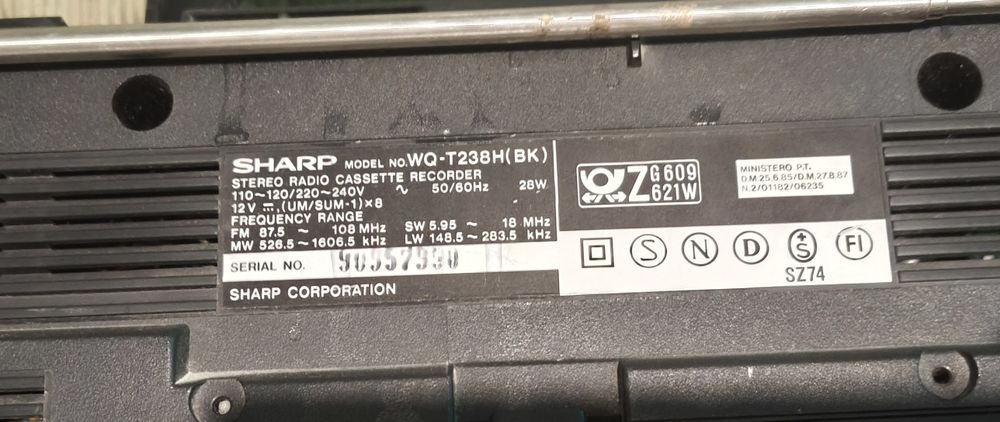 SHARP MODEL NO. WQ-T238H(BK)
STEREO RADIO CASSETTE RECORDER
110~120/220~240V ∿ 50/60Hz 28W
12V ⎓ (UM/SUM-1)×8
FREQUENCY RANGE
FM 87.5 ~ 108 MHz SW 5.95 ~ 18 MHz
MW 526.5~1606.5 kHz LW 148.5~283.5 kHz
SERIAL NO.
SHARP CORPORATION
Z G609
621W
MINISTERO P.T.
D.M.25.6.85/D.M.27.8.87
N.2/01182/06235
S N D S FI
SZ74